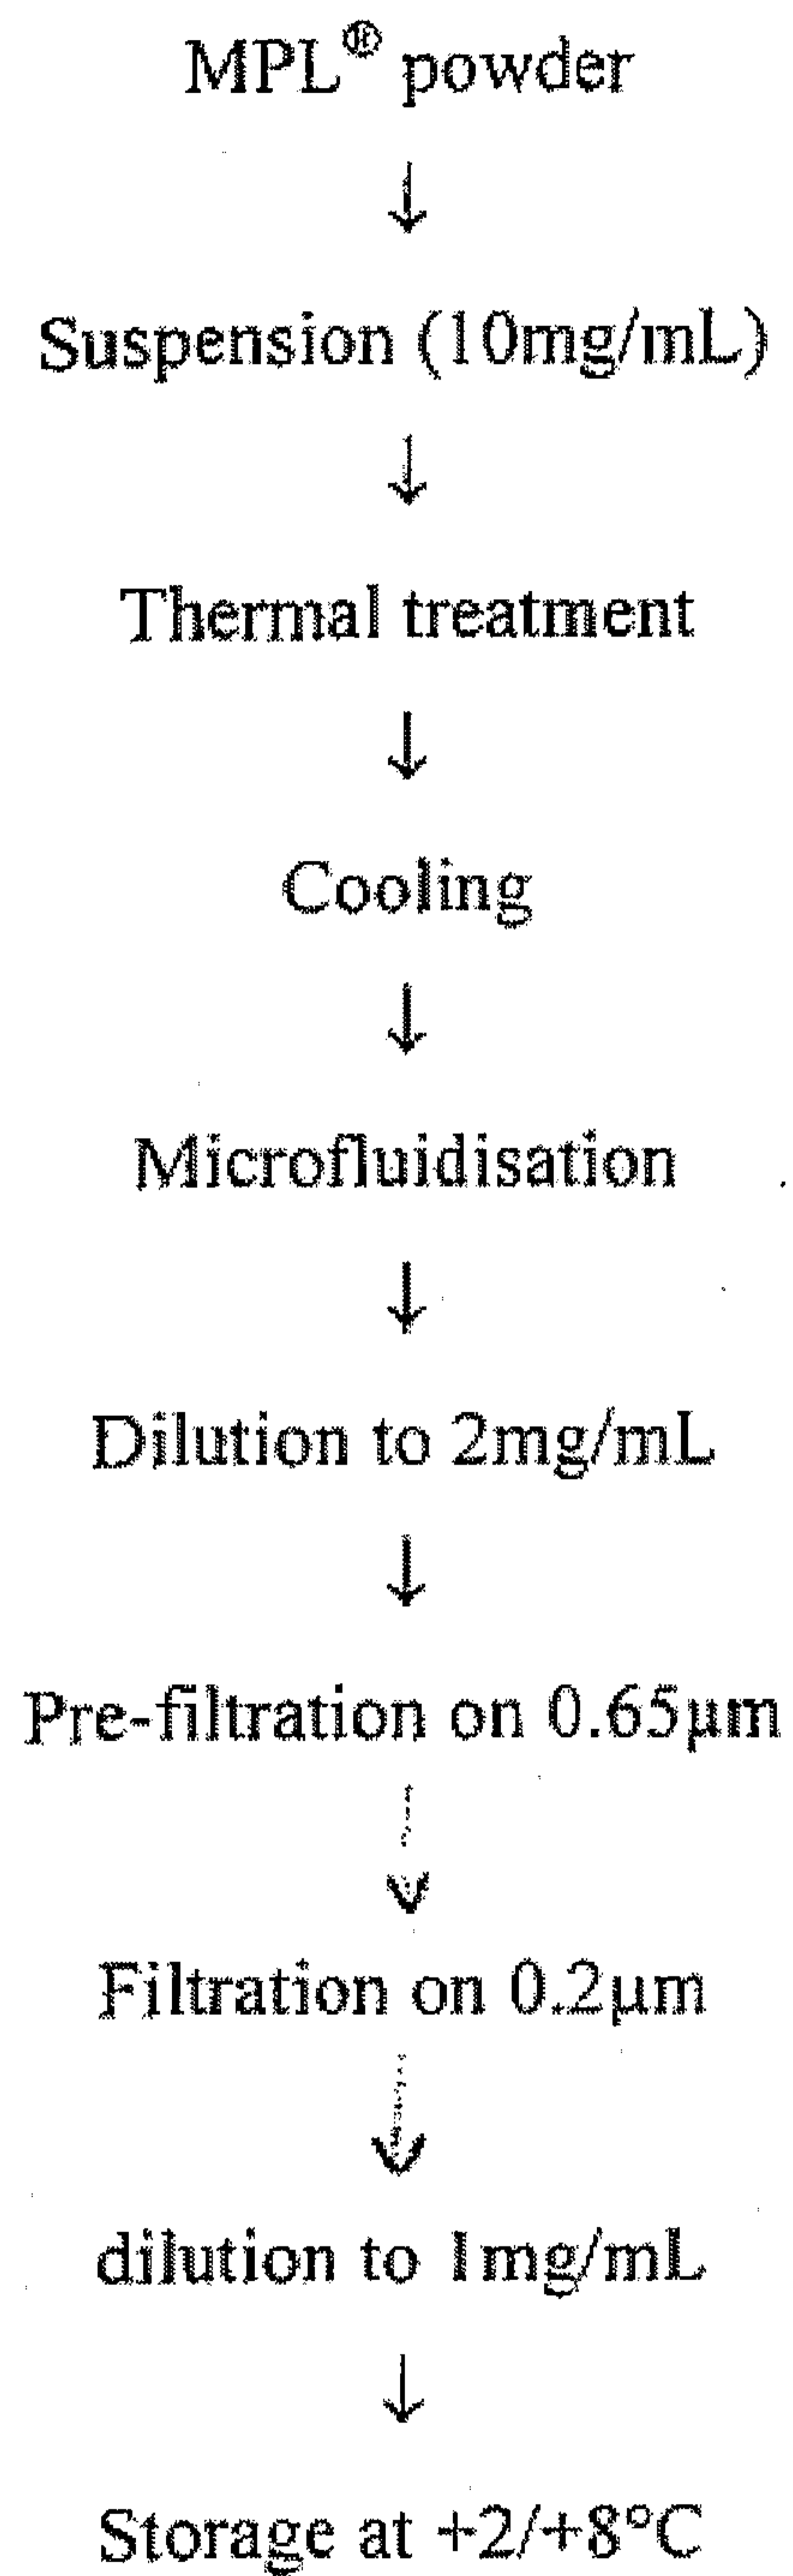 MPL® powder
↓
Suspension (10mg/mL)
↓
Thermal treatment
↓
Cooling
↓
Microfluidisation
↓
Dilution to 2mg/mL
↓
Pre-filtration on 0.65µm
↓
Filtration on 0.2µm
↓
dilution to 1mg/mL
↓
Storage at +2/+8°C